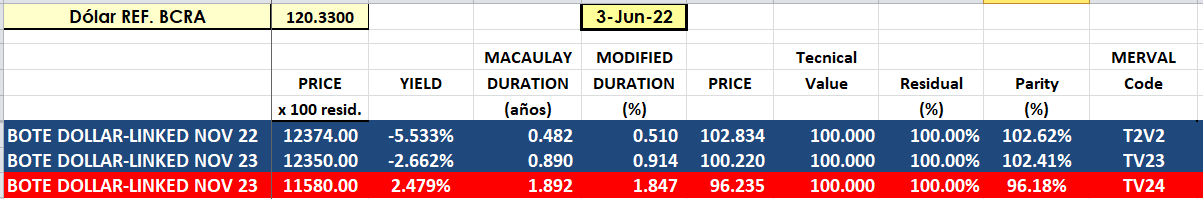 Dólar REF. BCRA 120.3300 3-Jun-22
MACAULAY MODIFIED Tecnical MERVAL
PRICE YIELD DURATION DURATION PRICE Value Residual Parity Code
x 100 resid. (años) (%) (%) (%)
BOTE DOLLAR-LINKED NOV 22 12374.00 -5.533% 0.482 0.510 102.834 100.000 100.00% 102.62% T2V2
BOTE DOLLAR-LINKED NOV 23 12350.00 -2.662% 0.890 0.914 100.220 100.000 100.00% 102.41% TV23
BOTE DOLLAR-LINKED NOV 23 11580.00 2.479% 1.892 1.847 96.235 100.000 100.00% 96.18% TV24